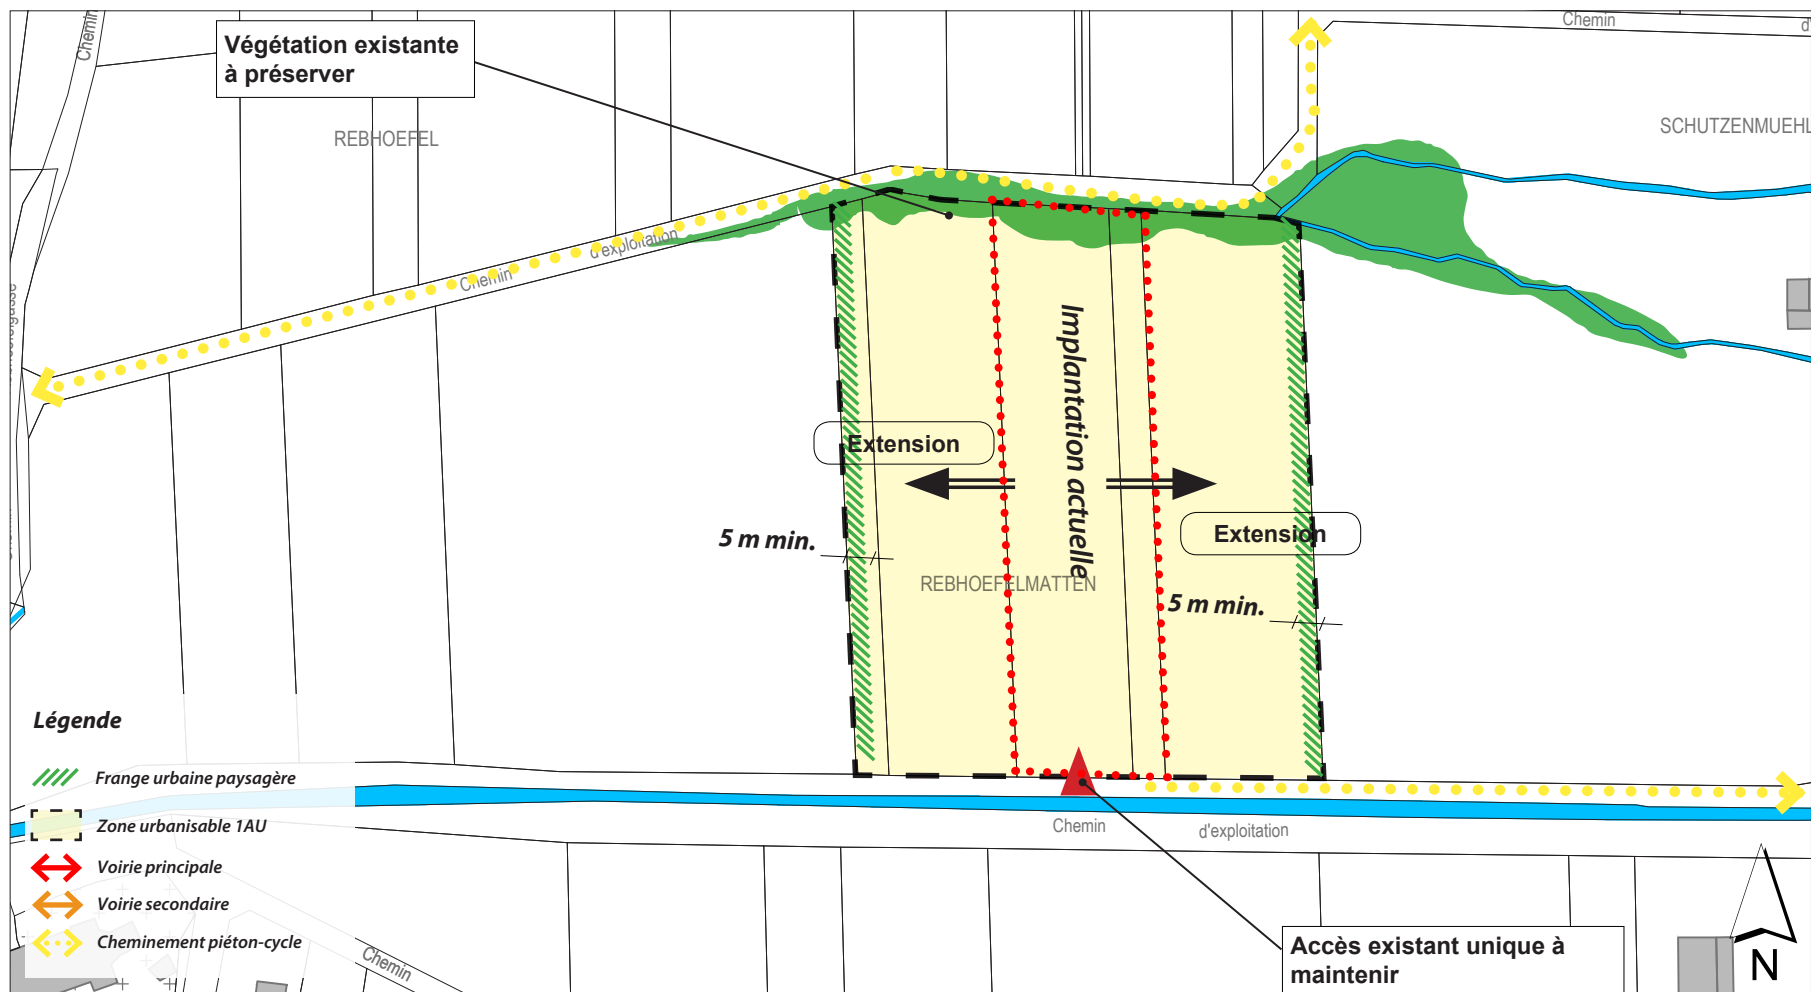 Chemin
Chemin
Végétation existante
à préserver
REBHOEFEL
SCHUTZENMUEHL
d'exploitation
Chemin
Implantation actuelle
Extension
Extension
5 m min.
REBHOEFELMATTEN
5 m min.
Légende
Frange urbaine paysagère
Zone urbanisable 1AU
Voirie principale
Voirie secondaire
Cheminement piéton-cycle
Chemin
d'exploitation
Chemin
Accès existant unique à
maintenir
N